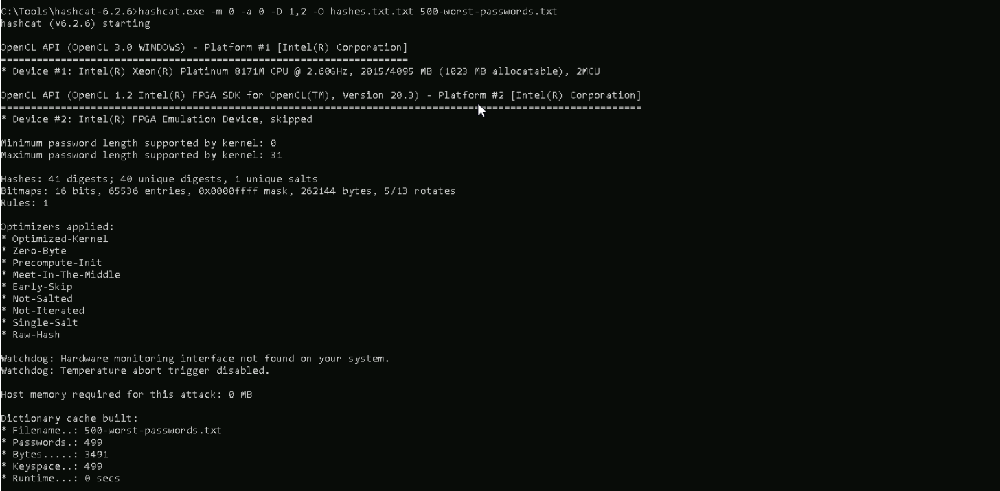 C:\Tools\hashcat-6.2.6>hashcat.exe -m 0 -a 0 -D 1,2 -O hashes.txt.txt 500-worst-passwords.txt
hashcat (v6.2.6) starting
OpenCL API (OpenCL 3.0 WINDOWS) - Platform #1 [Intel(R) Corporation]
====================================================================
* Device #1: Intel(R) Xeon(R) Platinum 8171M CPU @ 2.60GHz, 2015/4095 MB (1023 MB allocatable), 2MCU
OpenCL API (OpenCL 1.2 Intel(R) FPGA SDK for OpenCL(TM), Version 20.3) - Platform #2 [Intel(R) Corporation]
===========================================================================================================
* Device #2: Intel(R) FPGA Emulation Device, skipped
Minimum password length supported by kernel: 0
Maximum password length supported by kernel: 31
Hashes: 41 digests; 40 unique digests, 1 unique salts
Bitmaps: 16 bits, 65536 entries, 0x0000ffff mask, 262144 bytes, 5/13 rotates
Rules: 1
Optimizers applied:
* Optimized-Kernel
* Zero-Byte
* Precompute-Init
* Meet-In-The-Middle
* Early-Skip
* Not-Salted
* Not-Iterated
* Single-Salt
* Raw-Hash
Watchdog: Hardware monitoring interface not found on your system.
Watchdog: Temperature abort trigger disabled.
Host memory required for this attack: 0 MB
Dictionary cache built:
* Filename..: 500-worst-passwords.txt
* Passwords.: 499
* Bytes.....: 3491
* Keyspace..: 499
* Runtime...: 0 secs